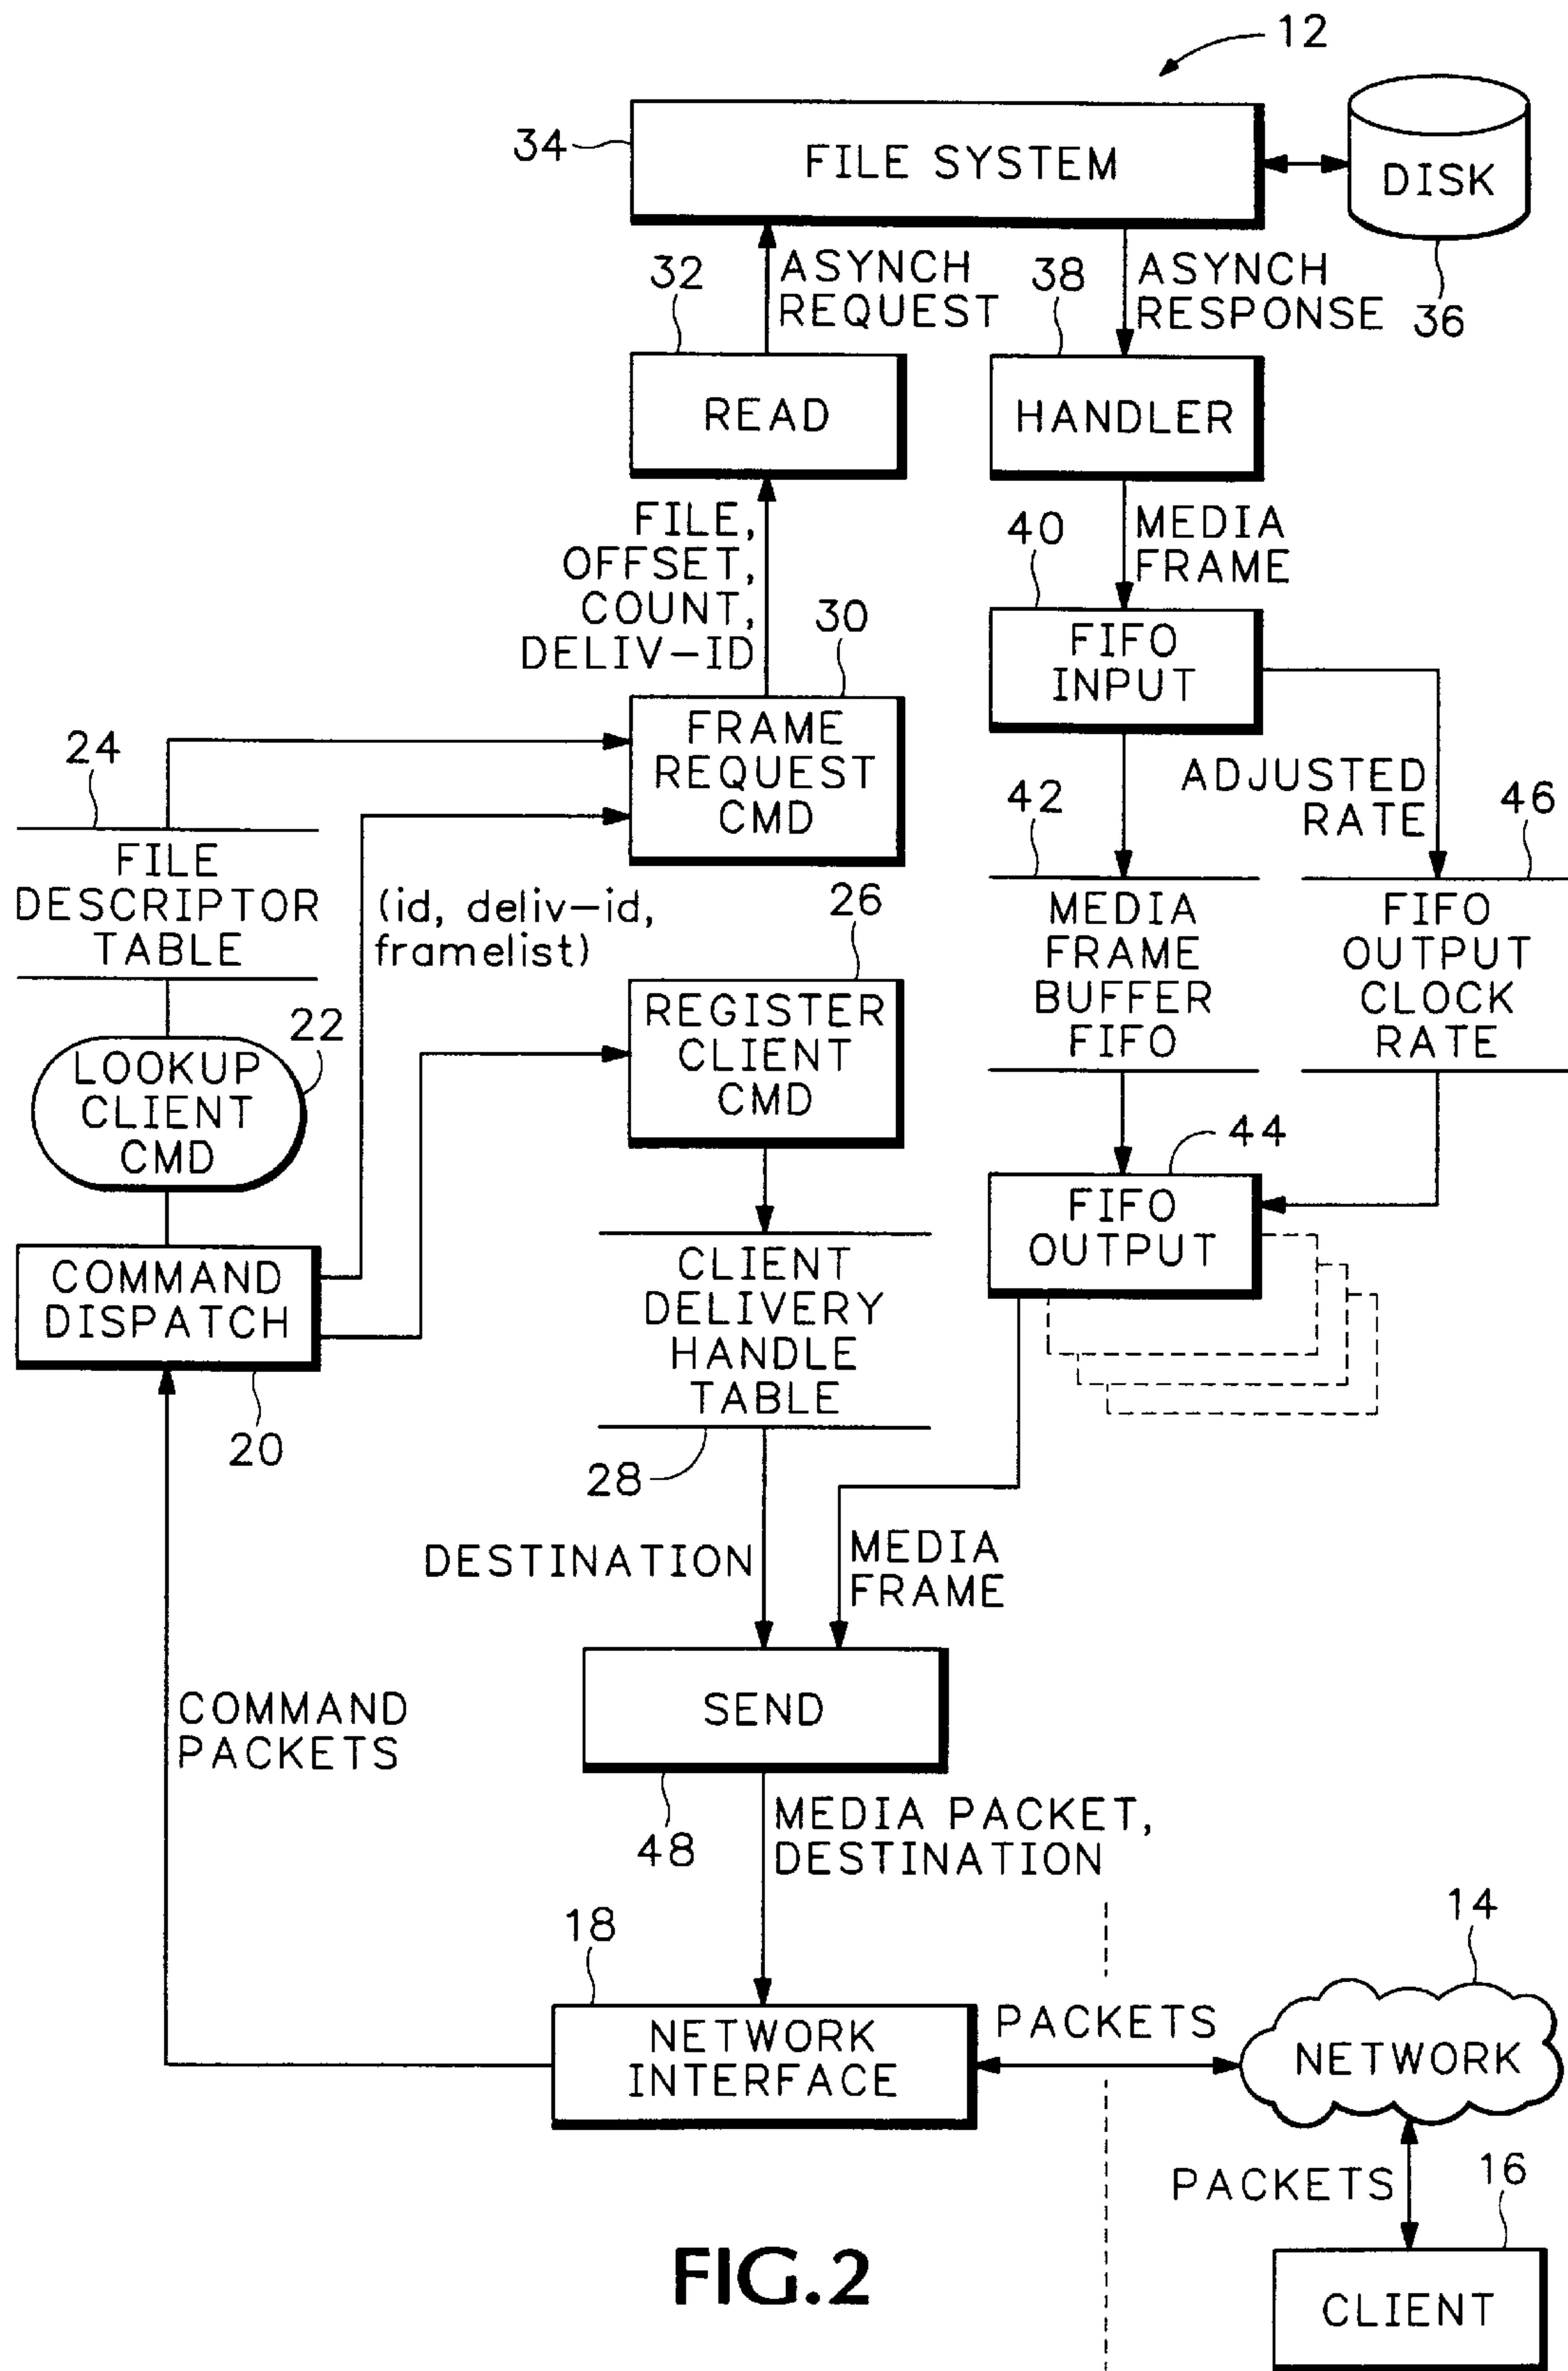 12
34
FILE SYSTEM
DISK
36
32
ASYNCH
REQUEST
38
ASYNCH
RESPONSE
READ
HANDLER
FILE,
OFFSET,
COUNT,
DELIV-ID
40
MEDIA
FRAME
30
FIFO
INPUT
24
FRAME
REQUEST
CMD
42
ADJUSTED
RATE
46
FILE
DESCRIPTOR
TABLE
(id, deliv-id,
framelist)
26
MEDIA
FRAME
BUFFER
FIFO
FIFO
OUTPUT
CLOCK
RATE
22
LOOKUP
CLIENT
CMD
REGISTER
CLIENT
CMD
44
FIFO
OUTPUT
COMMAND
DISPATCH
20
CLIENT
DELIVERY
HANDLE
TABLE
28
DESTINATION
MEDIA
FRAME
COMMAND
PACKETS
SEND
48
MEDIA PACKET,
DESTINATION
18
NETWORK
INTERFACE
PACKETS
14
NETWORK
PACKETS
16
CLIENT
FIG.2